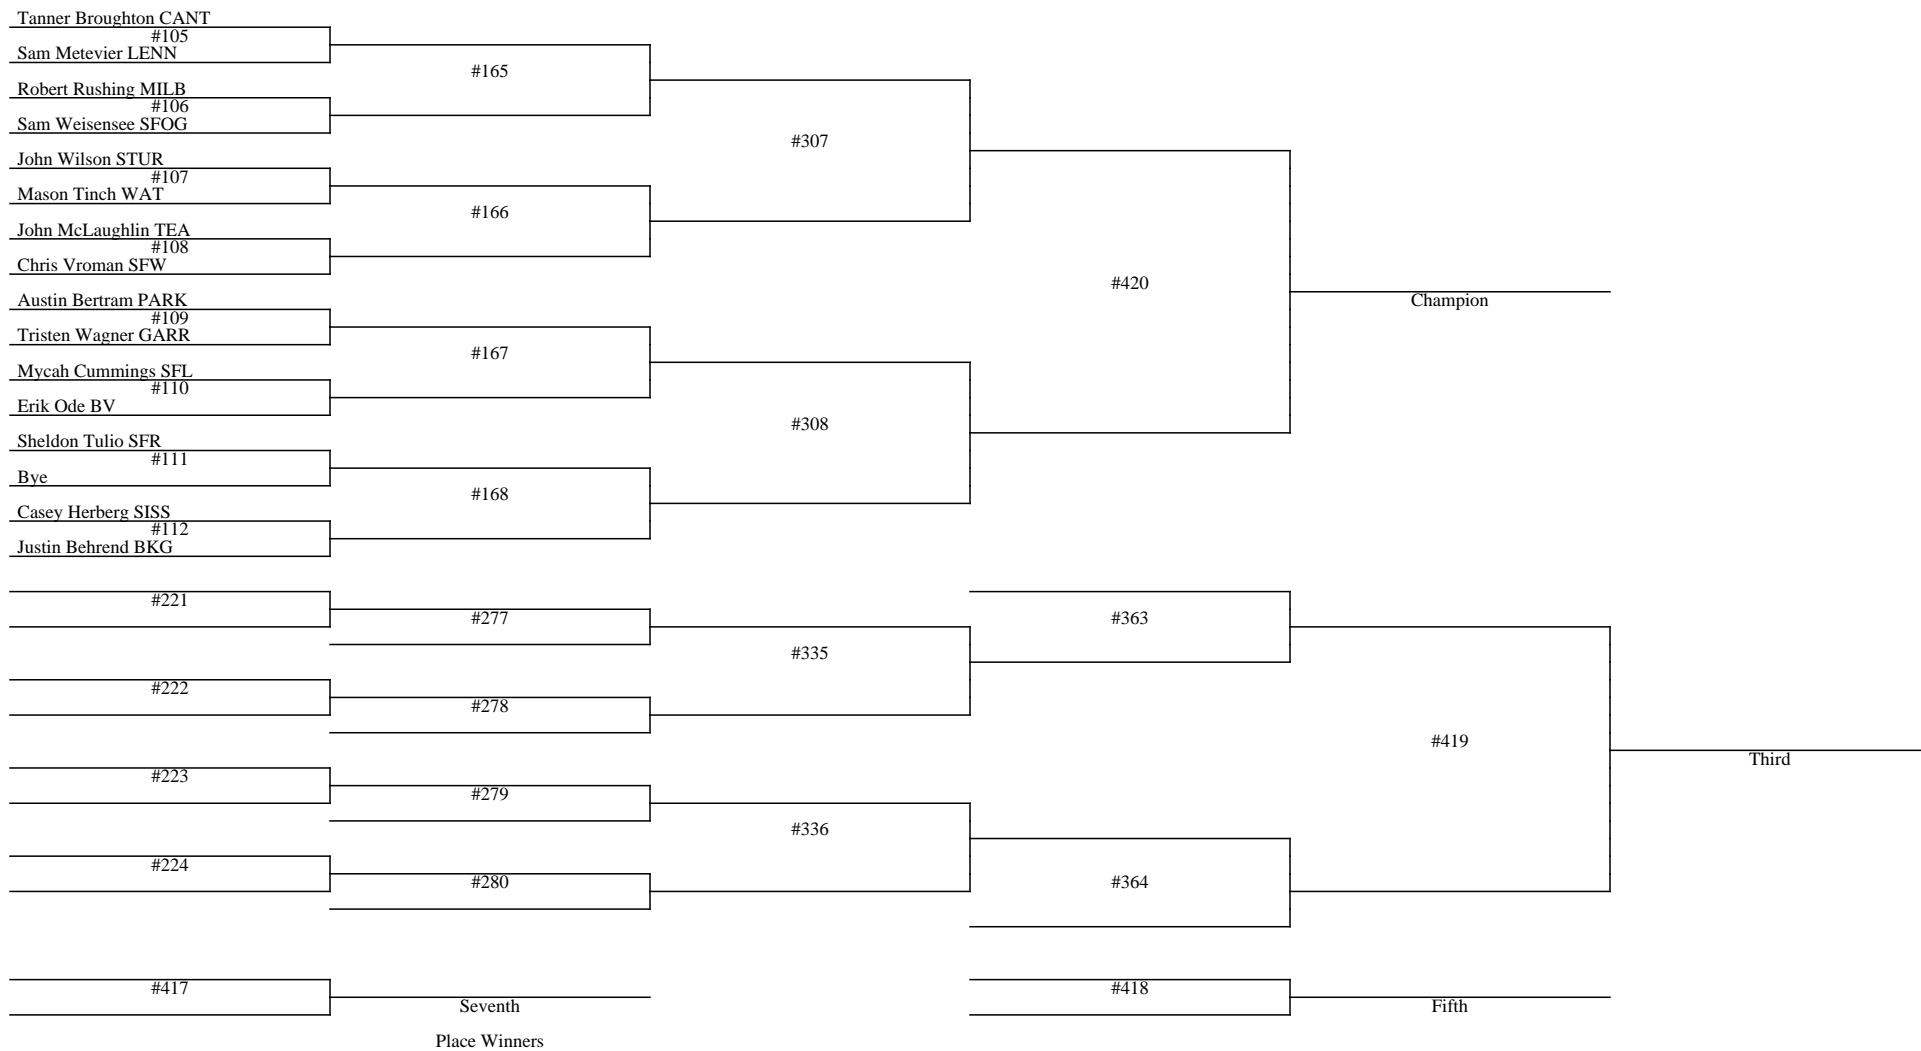 Tanner Broughton CANT
#105
Sam Metevier LENN
#165
Robert Rushing MILB
#106
Sam Weisensee SFOG
#307
John Wilson STUR
#107
Mason Tinch WAT
#166
John McLaughlin TEA
#108
Chris Vroman SFW
#420
Austin Bertram PARK
Champion
#109
Tristen Wagner GARR
#167
Mycah Cummings SFL
#110
Erik Ode BV
#308
Sheldon Tulio SFR
#111
Bye
#168
Casey Herberg SISS
#112
Justin Behrend BKG
#221
#277
#363
#335
#222
#278
#419
Third
#223
#279
#336
#224
#280
#364
#417
#418
Seventh
Fifth
Place Winners